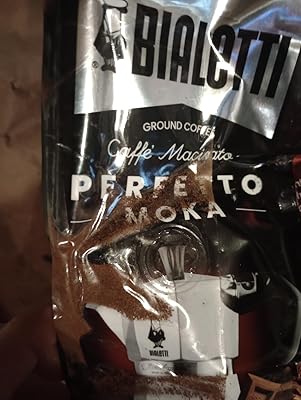 BIALETTI
®
GROUND COFFEE
Caffè Macinato
PERFETTO
MOKA
BIALETTI